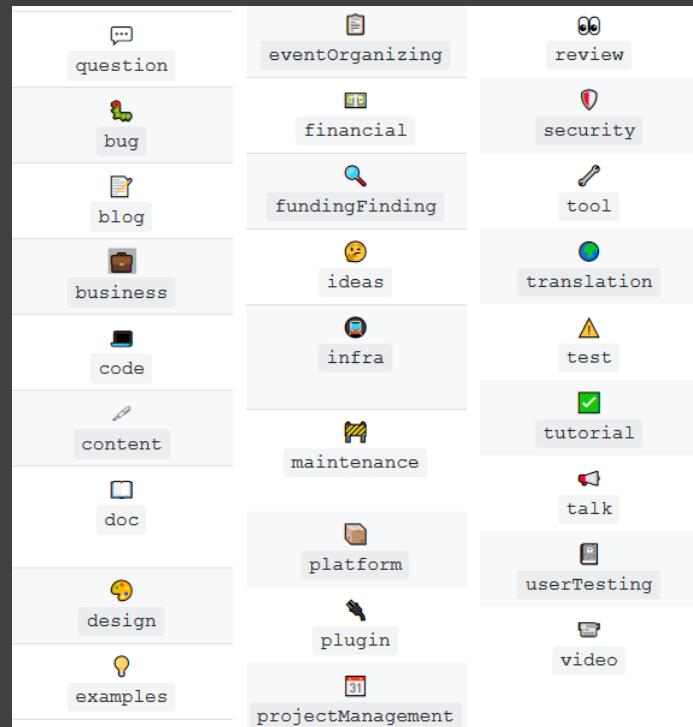 question
bug
blog
business
code
content
doc
design
examples
eventOrganizing
financial
fundingFinding
ideas
infra
maintenance
platform
plugin
31
projectManagement
review
security
tool
translation
test
tutorial
talk
userTesting
video